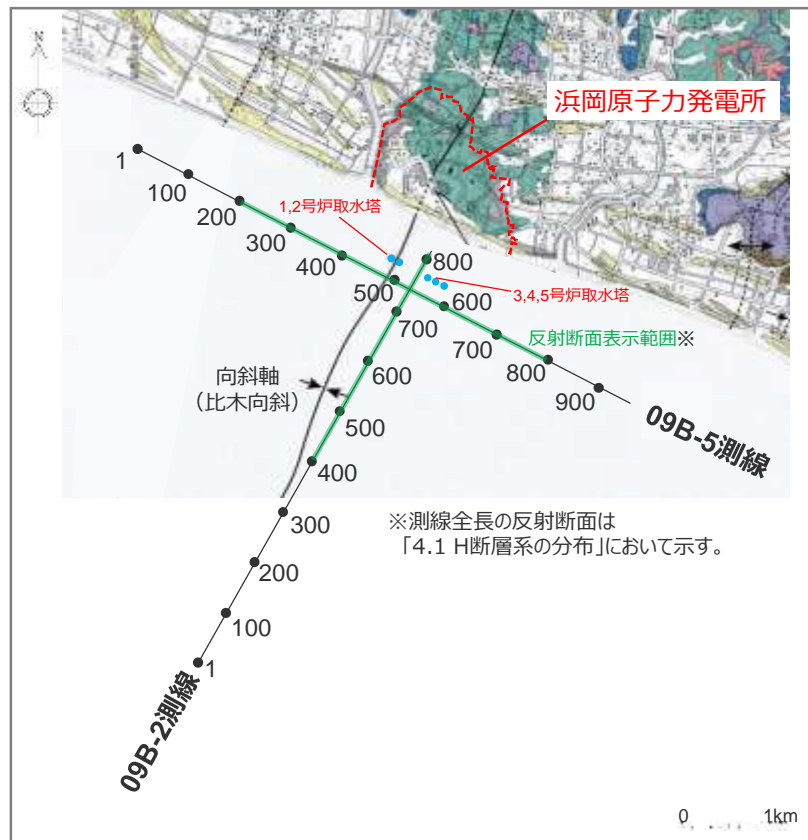 N
浜岡原子力発電所
1
100
200
300
400
500
600
700
800
900
1,2号炉取水塔
3,4,5号炉取水塔
反射断面表示範囲※
09B-5測線
800
700
600
500
400
300
200
100
1
09B-2測線
向斜軸
（比木向斜）
※測線全長の反射断面は
「4.1 H断層系の分布」において示す。
0 1km